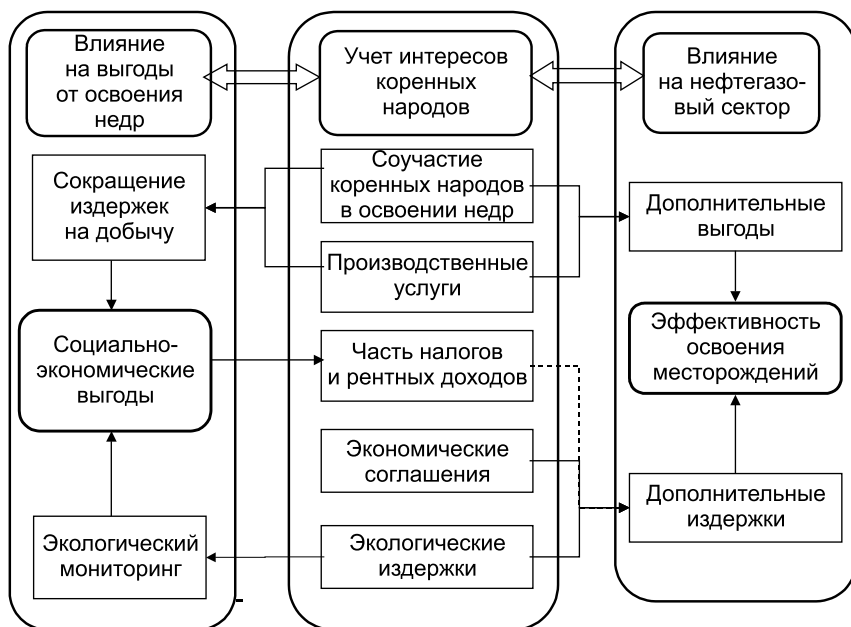 Влияние
на выгоды
от освоения
недр
Сокращение
издержек
на добычу
Социально-
экономические
выгоды
Экологический
мониторинг
Учет интересов
коренных
народов
Соучастие
коренных народов
в освоении недр
Производственные
услуги
Часть налогов
и рентных доходов
Экономические
соглашения
Экологические
издержки
Влияние
на нефтегазо-
вый сектор
Дополнительные
выгоды
Эффективность
освоения
месторождений
Дополнительные
издержки